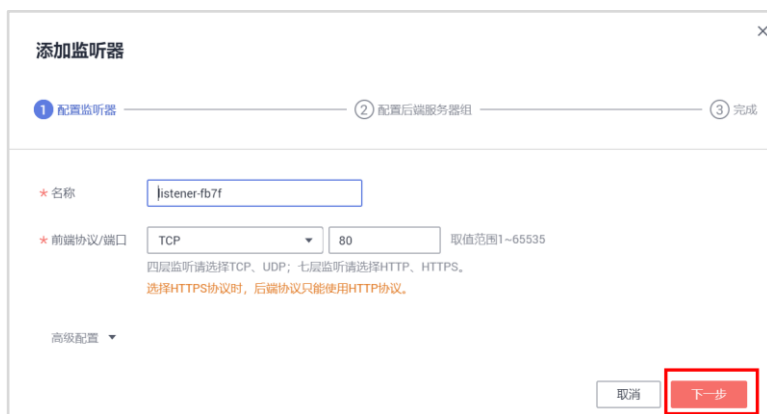 添加监听器
1 配置监听器 2 配置后端服务器组 3 完成
* 名称 listener-fb7f
* 前端协议/端口 TCP 80 取值范围1~65535
四层监听请选择TCP、UDP；七层监听请选择HTTP、HTTPS。
选择HTTPS协议时，后端协议只能使用HTTP协议。
高级配置
取消 下一步